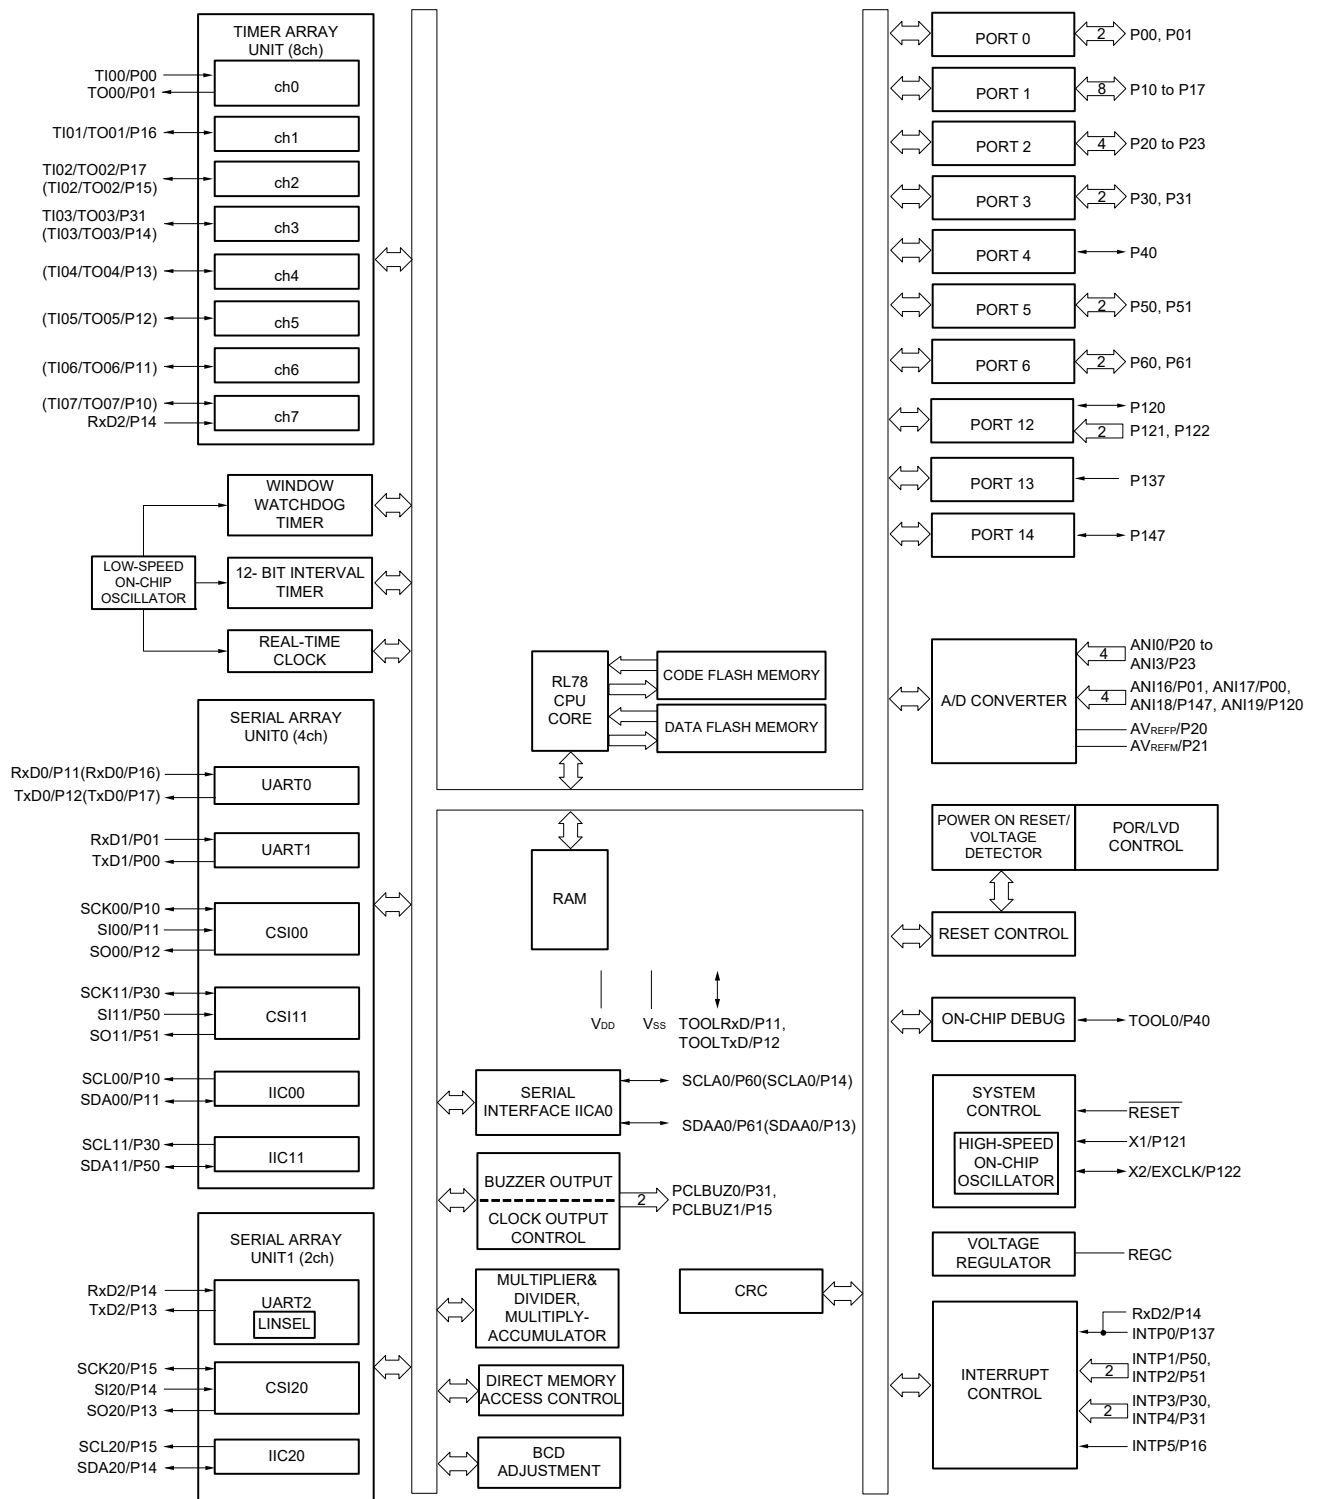 TIMER ARRAY
UNIT (8ch)
TI00/P00
TO00/P01
ch0
TI01/TO01/P16
ch1
TI02/TO02/P17
(TI02/TO02/P15)
ch2
TI03/TO03/P31
(TI03/TO03/P14)
ch3
(TI04/TO04/P13)
ch4
(TI05/TO05/P12)
ch5
(TI06/TO06/P11)
ch6
(TI07/TO07/P10)
RxD2/P14
ch7
WINDOW
WATCHDOG
TIMER
LOW-SPEED
ON-CHIP
OSCILLATOR
12- BIT INTERVAL
TIMER
REAL-TIME
CLOCK
SERIAL ARRAY
UNIT0 (4ch)
RxD0/P11(RxD0/P16)
TxD0/P12(TxD0/P17)
UART0
RxD1/P01
TxD1/P00
UART1
SCK00/P10
SI00/P11
SO00/P12
CSI00
SCK11/P30
SI11/P50
SO11/P51
CSI11
SCL00/P10
SDA00/P11
IIC00
SCL11/P30
SDA11/P50
IIC11
SERIAL ARRAY
UNIT1 (2ch)
RxD2/P14
TxD2/P13
UART2
LINSEL
SCK20/P15
SI20/P14
SO20/P13
CSI20
SCL20/P15
SDA20/P14
IIC20
RL78
CPU
CORE
CODE FLASH MEMORY
DATA FLASH MEMORY
RAM
VDD
VSS
TOOLRxD/P11,
TOOLTxD/P12
SERIAL
INTERFACE IICA0
SCLA0/P60(SCLA0/P14)
SDAA0/P61(SDAA0/P13)
BUZZER OUTPUT
CLOCK OUTPUT
CONTROL
2
PCLBUZ0/P31,
PCLBUZ1/P15
MULTIPLIER&
DIVIDER,
MULITIPLY-
ACCUMULATOR
CRC
DIRECT MEMORY
ACCESS CONTROL
BCD
ADJUSTMENT
PORT 0
2
P00, P01
PORT 1
8
P10 to P17
PORT 2
4
P20 to P23
PORT 3
2
P30, P31
PORT 4
P40
PORT 5
2
P50, P51
PORT 6
2
P60, P61
PORT 12
P120
2
P121, P122
PORT 13
P137
PORT 14
P147
A/D CONVERTER
4
ANI0/P20 to
ANI3/P23
4
ANI16/P01, ANI17/P00,
ANI18/P147, ANI19/P120
AVREFP/P20
AVREFM/P21
POWER ON RESET/
VOLTAGE
DETECTOR
POR/LVD
CONTROL
RESET CONTROL
ON-CHIP DEBUG
TOOL0/P40
SYSTEM
CONTROL
HIGH-SPEED
ON-CHIP
OSCILLATOR
RESET
X1/P121
X2/EXCLK/P122
VOLTAGE
REGULATOR
REGC
INTERRUPT
CONTROL
RxD2/P14
INTP0/P137
2
INTP1/P50,
INTP2/P51
2
INTP3/P30,
INTP4/P31
INTP5/P16